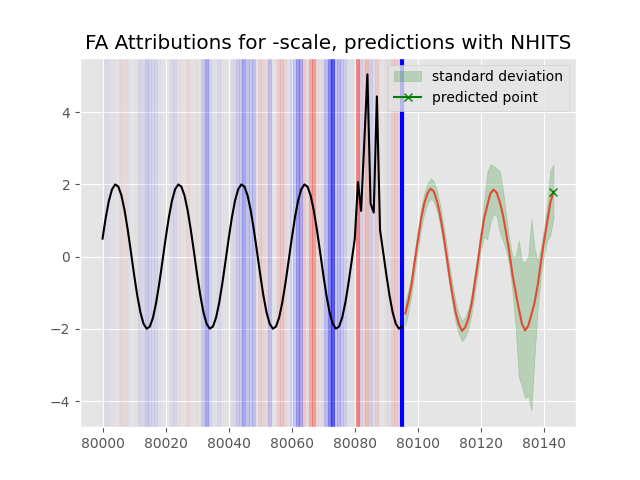 FA Attributions for -scale, predictions with NHITS
standard deviation
predicted point
4
2
0
−2
−4
80000 80020 80040 80060 80080 80100 80120 80140